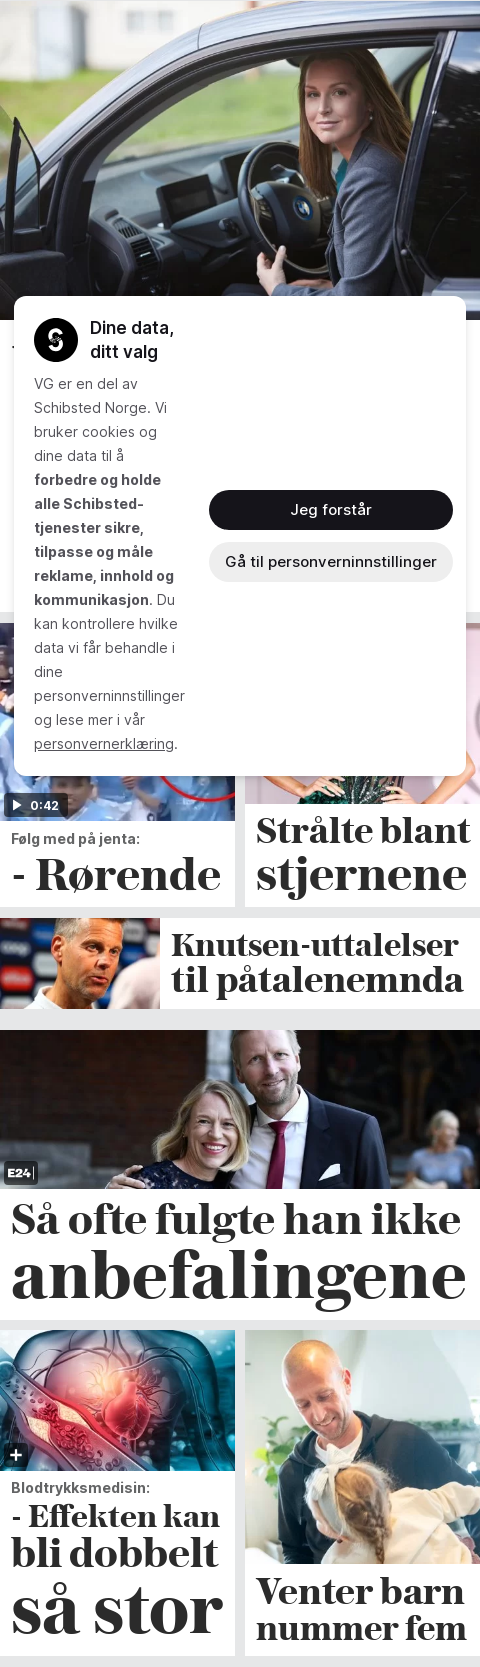 Dine data,
ditt valg
VG er en del av
Schibsted Norge. Vi
bruker cookies og
dine data til å
forbedre og holde
alle Schibsted-
tjenester sikre,
tilpasse og måle
reklame, innhold og
kommunikasjon. Du
kan kontrollere hvilke
data vi får behandle i
dine
personverninnstillinger
og lese mer i vår
personvernerklæring.
Jeg forstår
Gå til personverninnstillinger
0:42
Følg med på jenta:
- Rørende
Strålte blant
stjernene
Knutsen-uttalelser
til påtalenemnda
E24
Så ofte fulgte han ikke
anbefalingene
Blodtrykksmedisin:
- Effekten kan
bli dobbelt
så stor
Venter barn
nummer fem